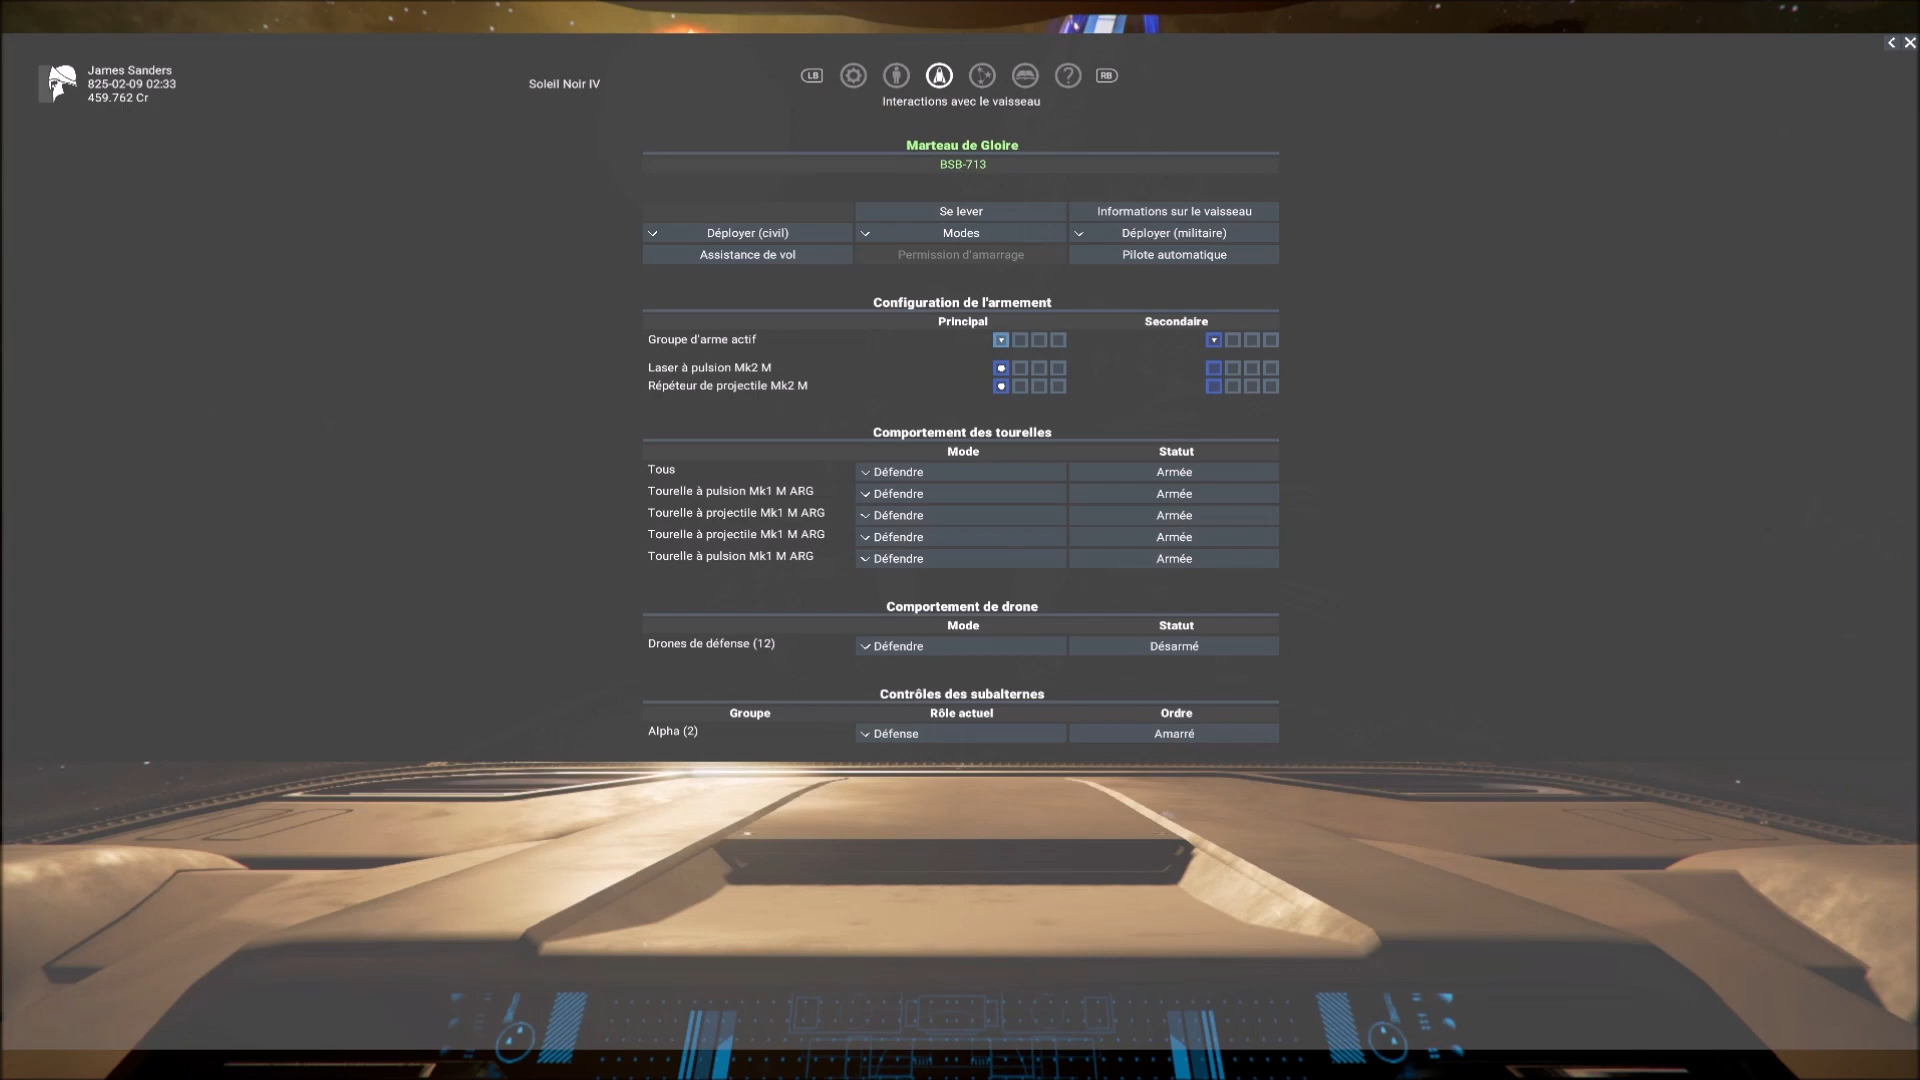 James Sanders
825-02-09 02:33
459.762 Cr
Soleil Noir IV
LB
?
RB
Interactions avec le vaisseau
Marteau de Gloire
BSB-713
Se lever
Informations sur le vaisseau
Déployer (civil)
Modes
Déployer (militaire)
Assistance de vol
Permission d'amarrage
Pilote automatique
Configuration de l'armement
Principal
Secondaire
Groupe d'arme actif
Laser à pulsion Mk2 M
Répéteur de projectile Mk2 M
Comportement des tourelles
Mode
Statut
Tous
Défendre
Armée
Tourelle à pulsion Mk1 M ARG
Défendre
Armée
Tourelle à projectile Mk1 M ARG
Défendre
Armée
Tourelle à projectile Mk1 M ARG
Défendre
Armée
Tourelle à pulsion Mk1 M ARG
Défendre
Armée
Comportement de drone
Mode
Statut
Drones de défense (12)
Défendre
Désarmé
Contrôles des subalternes
Groupe
Rôle actuel
Ordre
Alpha (2)
Défense
Amarré